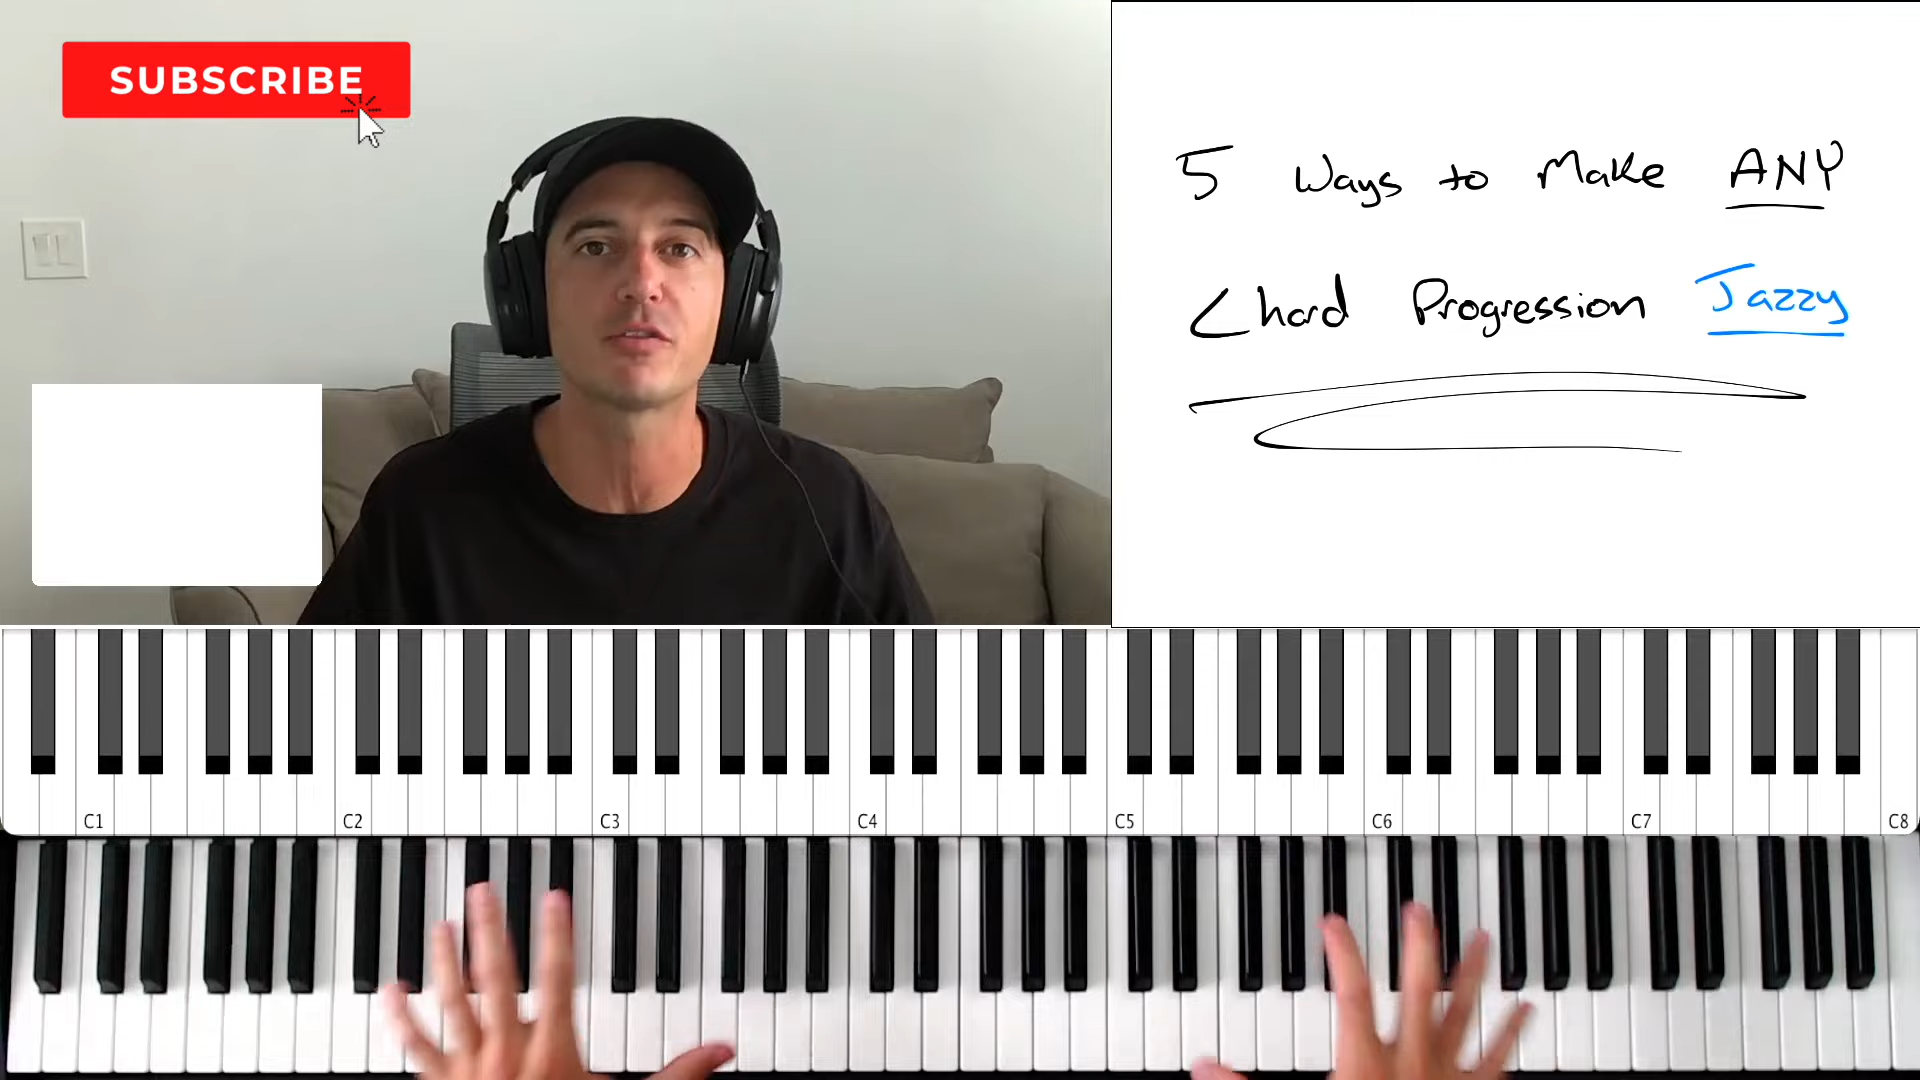 SUBSCRIBE
5 Ways to Make ANY
Chord Progression Jazzy
C1 C2 C3 C4 C5 C6 C7 C8